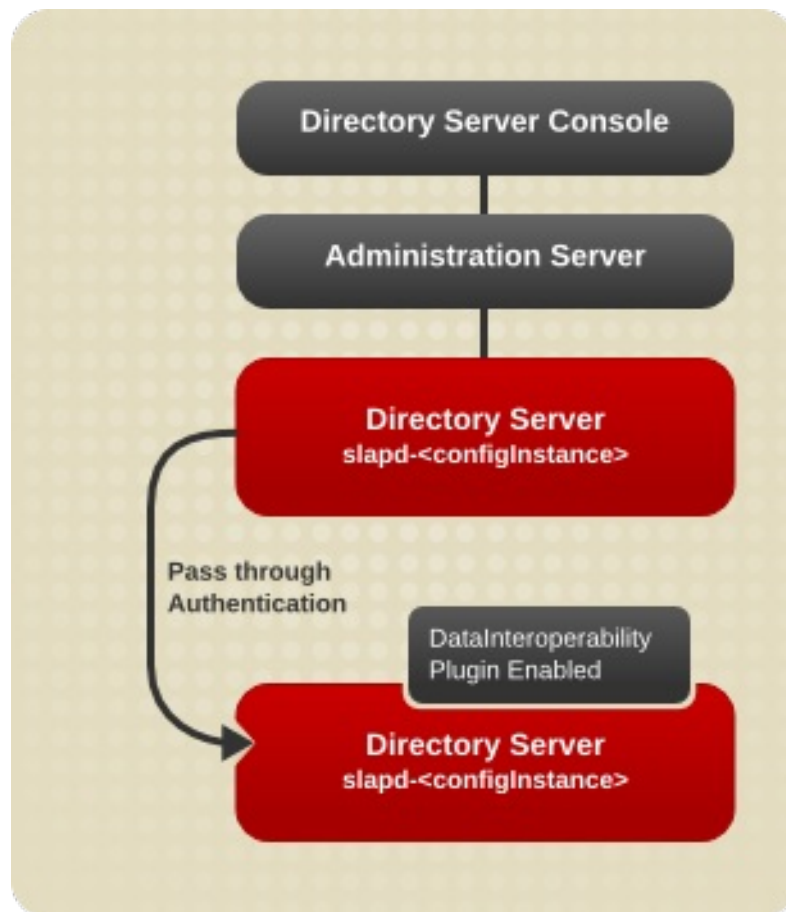 Directory Server Console
Administration Server
Directory Server
slapd-<configInstance>
Pass through
Authentication
DataInteroperability
Plugin Enabled
Directory Server
slapd-<configInstance>